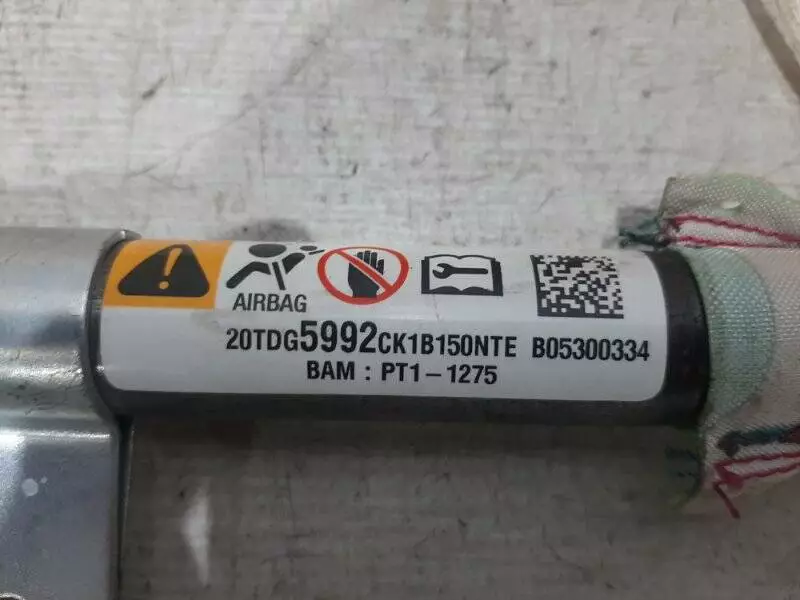 AIRBAG
20TDG5992CK1B150NTE B05300334
BAM : PT1-1275